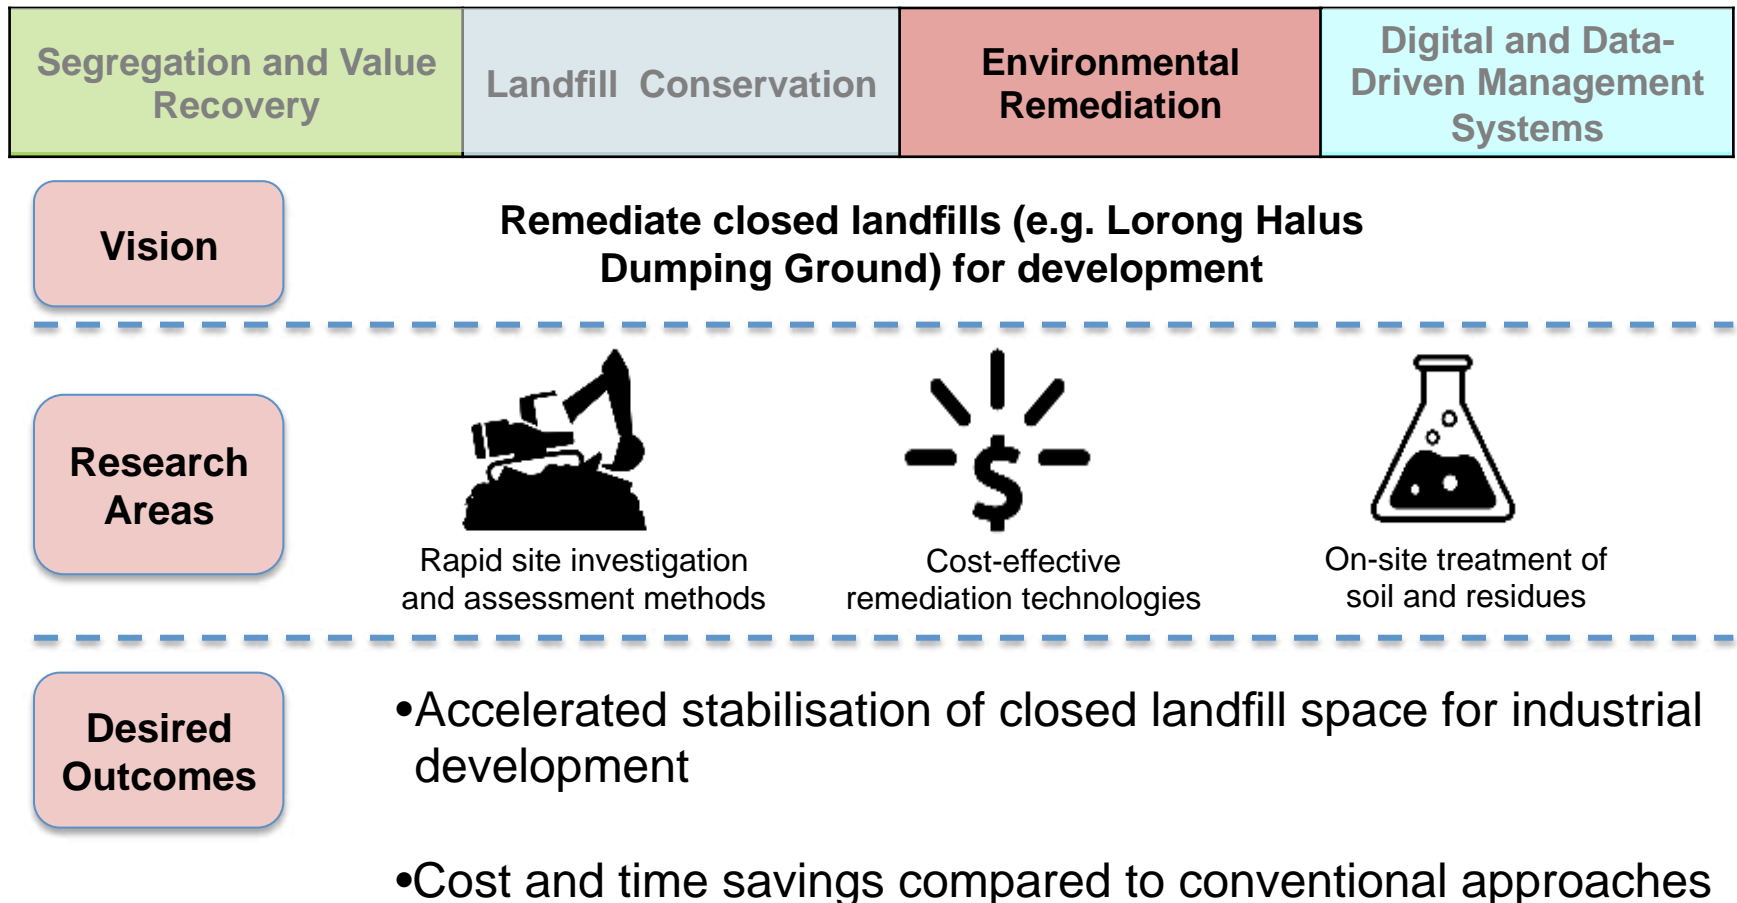 Segregation and Value
Recovery
Landfill  Conservation
Environmental
Remediation
Digital and Data-
Driven Management
Systems
Vision
Remediate closed landfills (e.g. Lorong Halus
Dumping Ground) for development
Research
Areas
Rapid site investigation
and assessment methods
Cost-effective
remediation technologies
On-site treatment of
soil and residues
Desired
Outcomes
•Accelerated stabilisation of closed landfill space for industrial
development
•Cost and time savings compared to conventional approaches